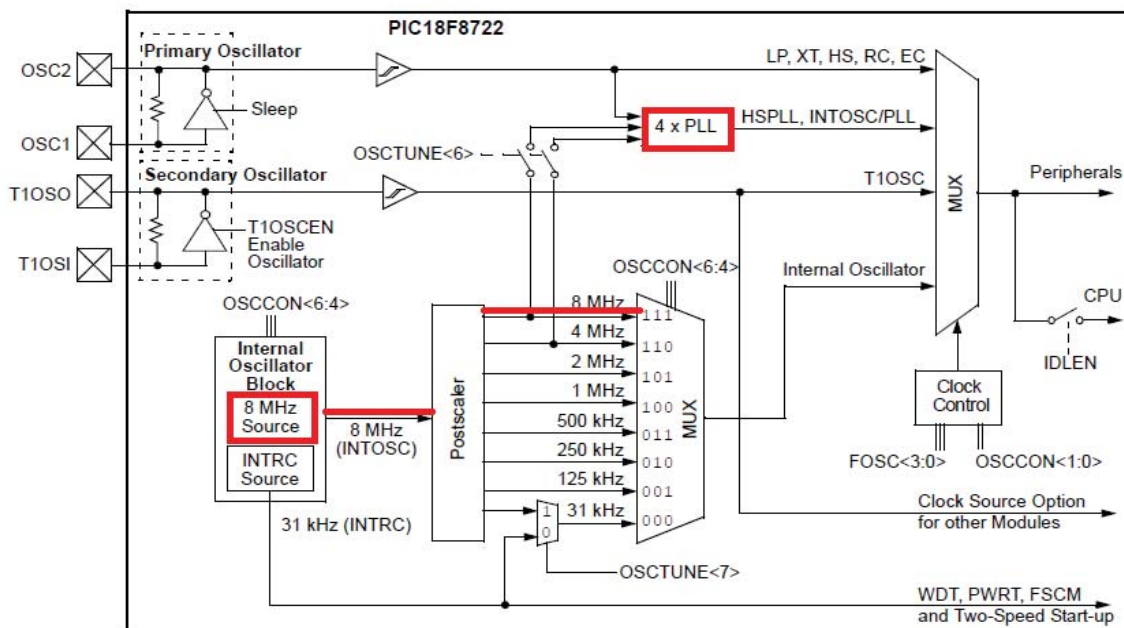 PIC18F8722
Primary Oscillator
OSC2
Sleep
OSC1
LP, XT, HS, RC, EC
4 x PLL
HSPLL, INTOSC/PLL
OSCTUNE<6>
Secondary Oscillator
T1OSO
T1OSC
T1OSCEN
Enable
Oscillator
T1OSI
MUX
Peripherals
OSCCON<6:4>
Internal Oscillator
CPU
IDLEN
OSCCON<6:4>
Internal
Oscillator
Block
8 MHz
Source
INTRC
Source
8 MHz
(INTOSC)
31 kHz (INTRC)
Postscaler
8 MHz
111
4 MHz
110
2 MHz
101
1 MHz
100
500 kHz
011
250 kHz
010
125 kHz
001
31 kHz
000
1
0
MUX
OSCTUNE<7>
Clock
Control
FOSC<3:0>
OSCCON<1:0>
Clock Source Option
for other Modules
WDT, PWRT, FSCM
and Two-Speed Start-up